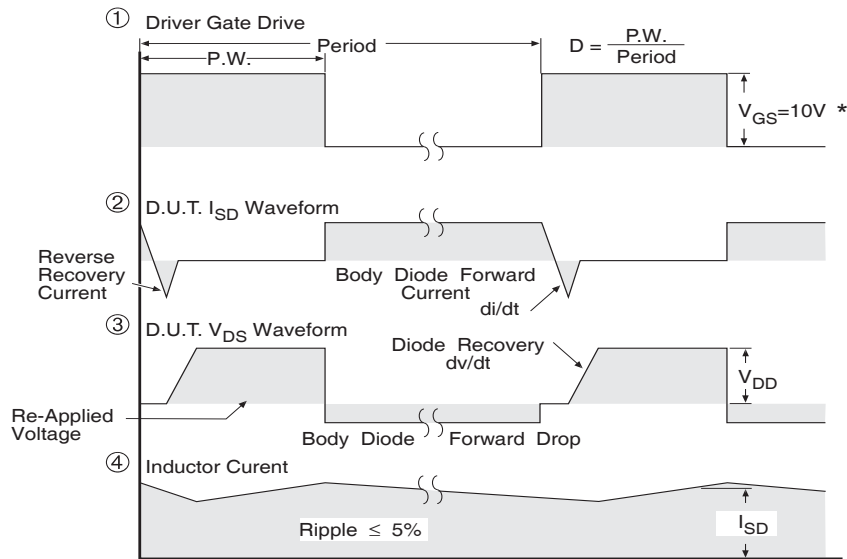 ① Driver Gate Drive
Period
P.W.
D = P.W. / Period
V_GS=10V *
② D.U.T. I_SD Waveform
Reverse
Recovery
Current
Body Diode Forward
Current
di/dt
③ D.U.T. V_DS Waveform
Diode Recovery
dv/dt
V_DD
Re-Applied
Voltage
Body Diode Forward Drop
④ Inductor Curent
Ripple ≤ 5%
I_SD